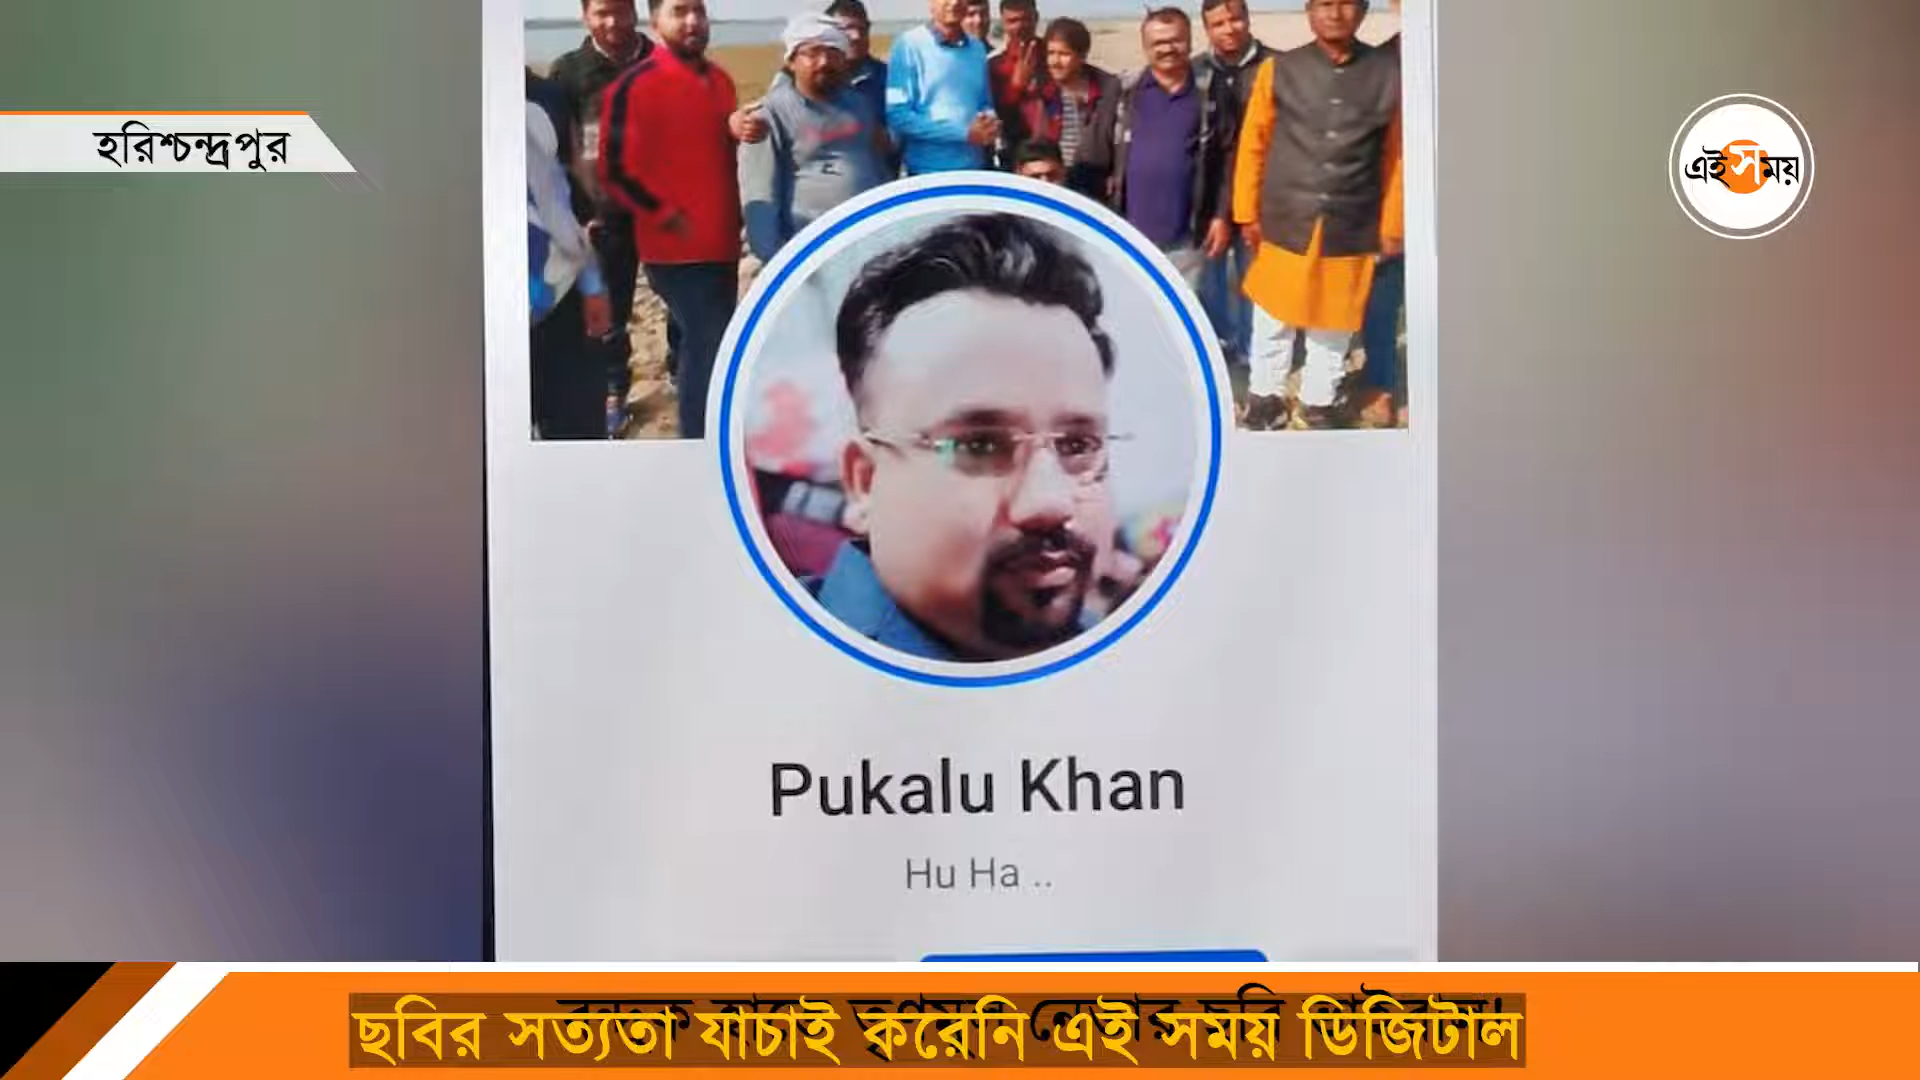 হরিশ্চন্দ্রপুর
এই সময়
Pukalu Khan
Hu Ha ..
ছবির সত্যতা যাচাই করেনি এই সময় ডিজিটাল